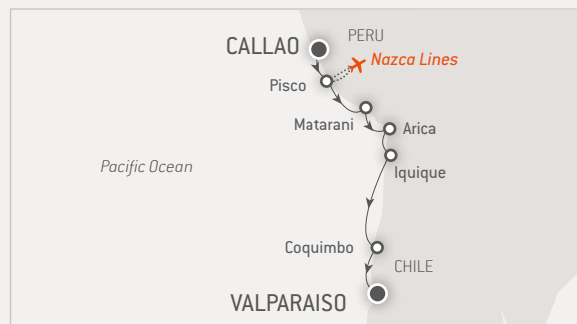 PERU
CALLAO
Nazca Lines
Pisco
Matarani
Arica
Pacific Ocean
Iquique
Coquimbo
CHILE
VALPARAISO